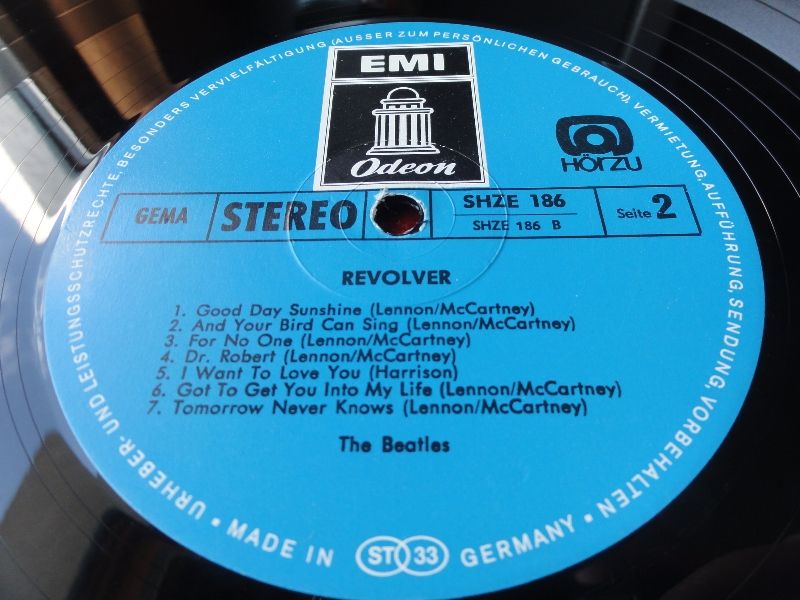 URHEBER- UND LEISTUNGSSCHUTZRECHTE, BESONDERS VERVIELFÄLTIGUNG (AUSSER ZUM PERSÖNLICHEN GEBRAUCH), VERMIETUNG, AUFFÜHRUNG, SENDUNG, VORBEHALTEN
EMI
Odeon
HÖRZU
GEMA
STEREO
SHZE 186
SHZE 186 B
Seite 2
REVOLVER
1. Good Day Sunshine (Lennon/McCartney)
2. And Your Bird Can Sing (Lennon/McCartney)
3. For No One (Lennon/McCartney)
4. Dr. Robert (Lennon/McCartney)
5. I Want To Love You (Harrison)
6. Got To Get You Into My Life (Lennon/McCartney)
7. Tomorrow Never Knows (Lennon/McCartney)
The Beatles
• MADE IN ST 33 GERMANY •